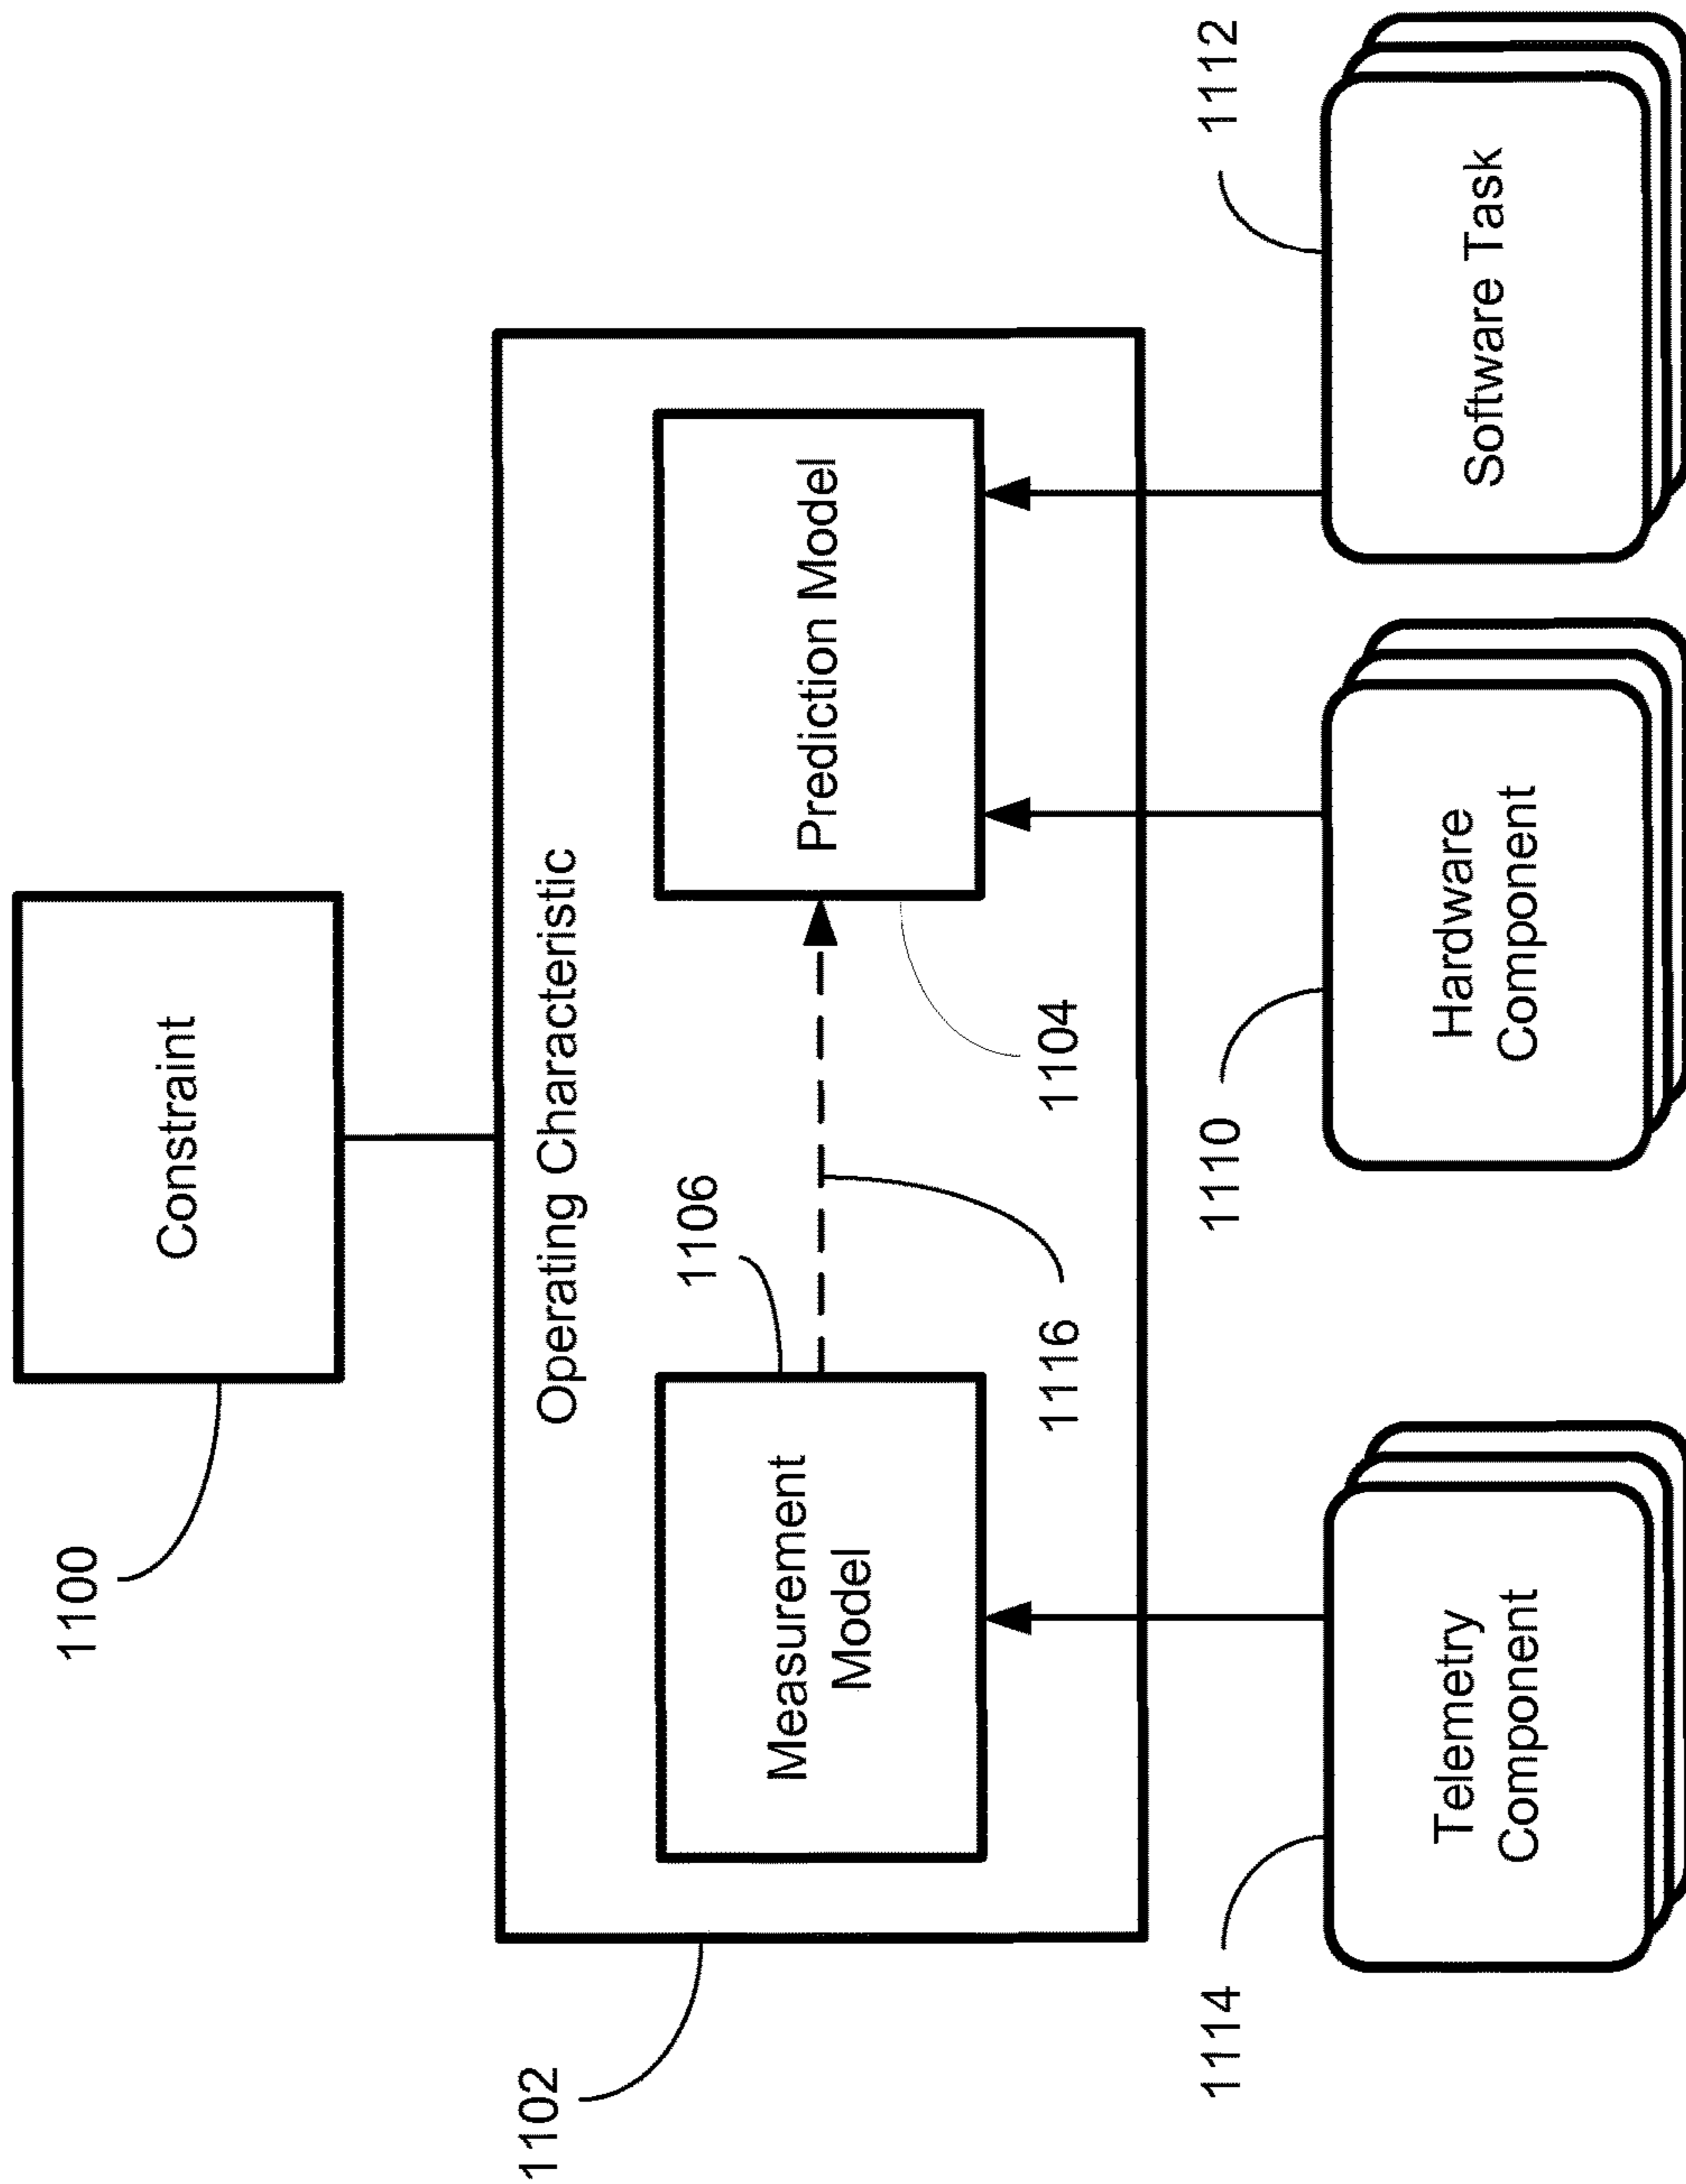 1100
Constraint
1102
Operating Characteristic
1106
Measurement
Model
Prediction Model
1116
1104
1114
1110
1112
Telemetry
Component
Hardware
Component
Software Task